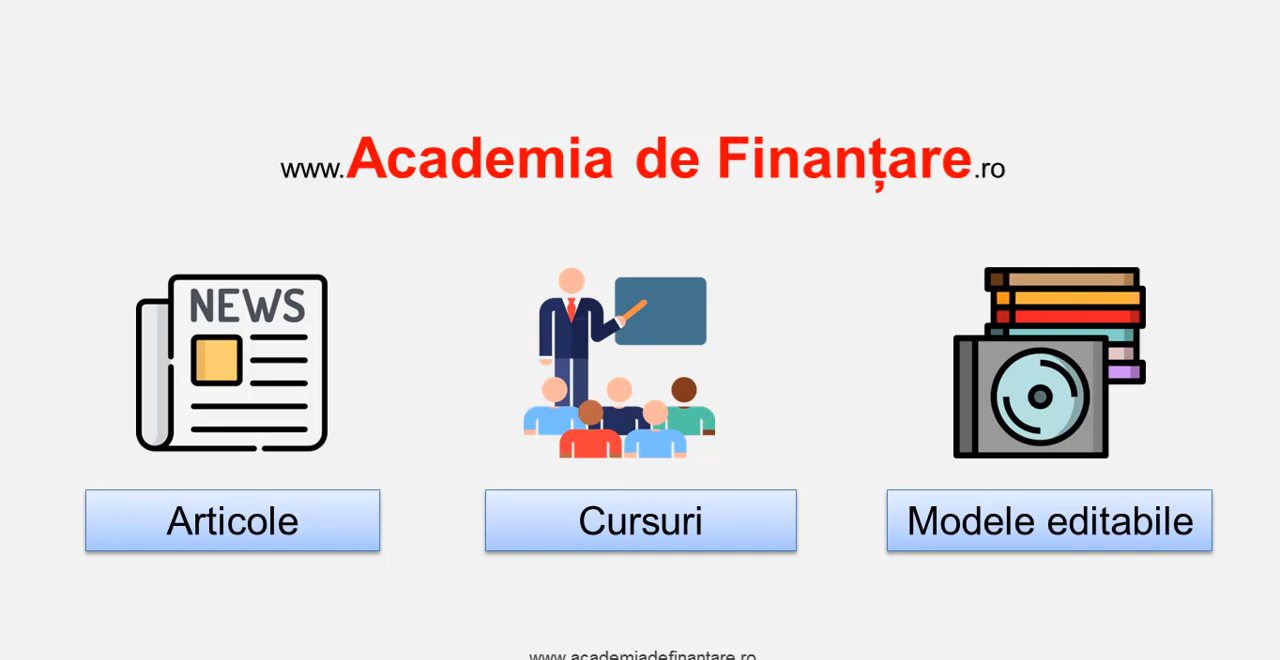 www.Academia de Finanțare.ro
NEWS
Articole
Cursuri
Modele editabile
www.academiadefinantare.ro